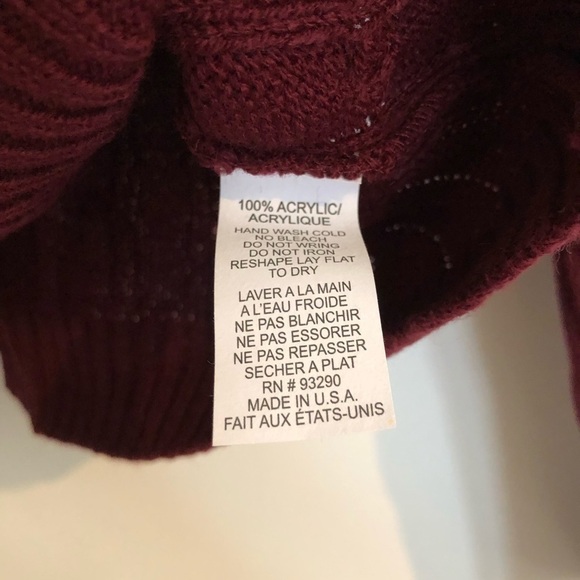 100% ACRYLIC/
ACRYLIQUE
HAND WASH COLD
NO BLEACH
DO NOT WRING
DO NOT IRON
RESHAPE LAY FLAT
TO DRY
LAVER A LA MAIN
A L'EAU FROIDE
NE PAS BLANCHIR
NE PAS ESSORER
NE PAS REPASSER
SECHER A PLAT
RN # 93290
MADE IN U.S.A.
FAIT AUX ÉTATS-UNIS